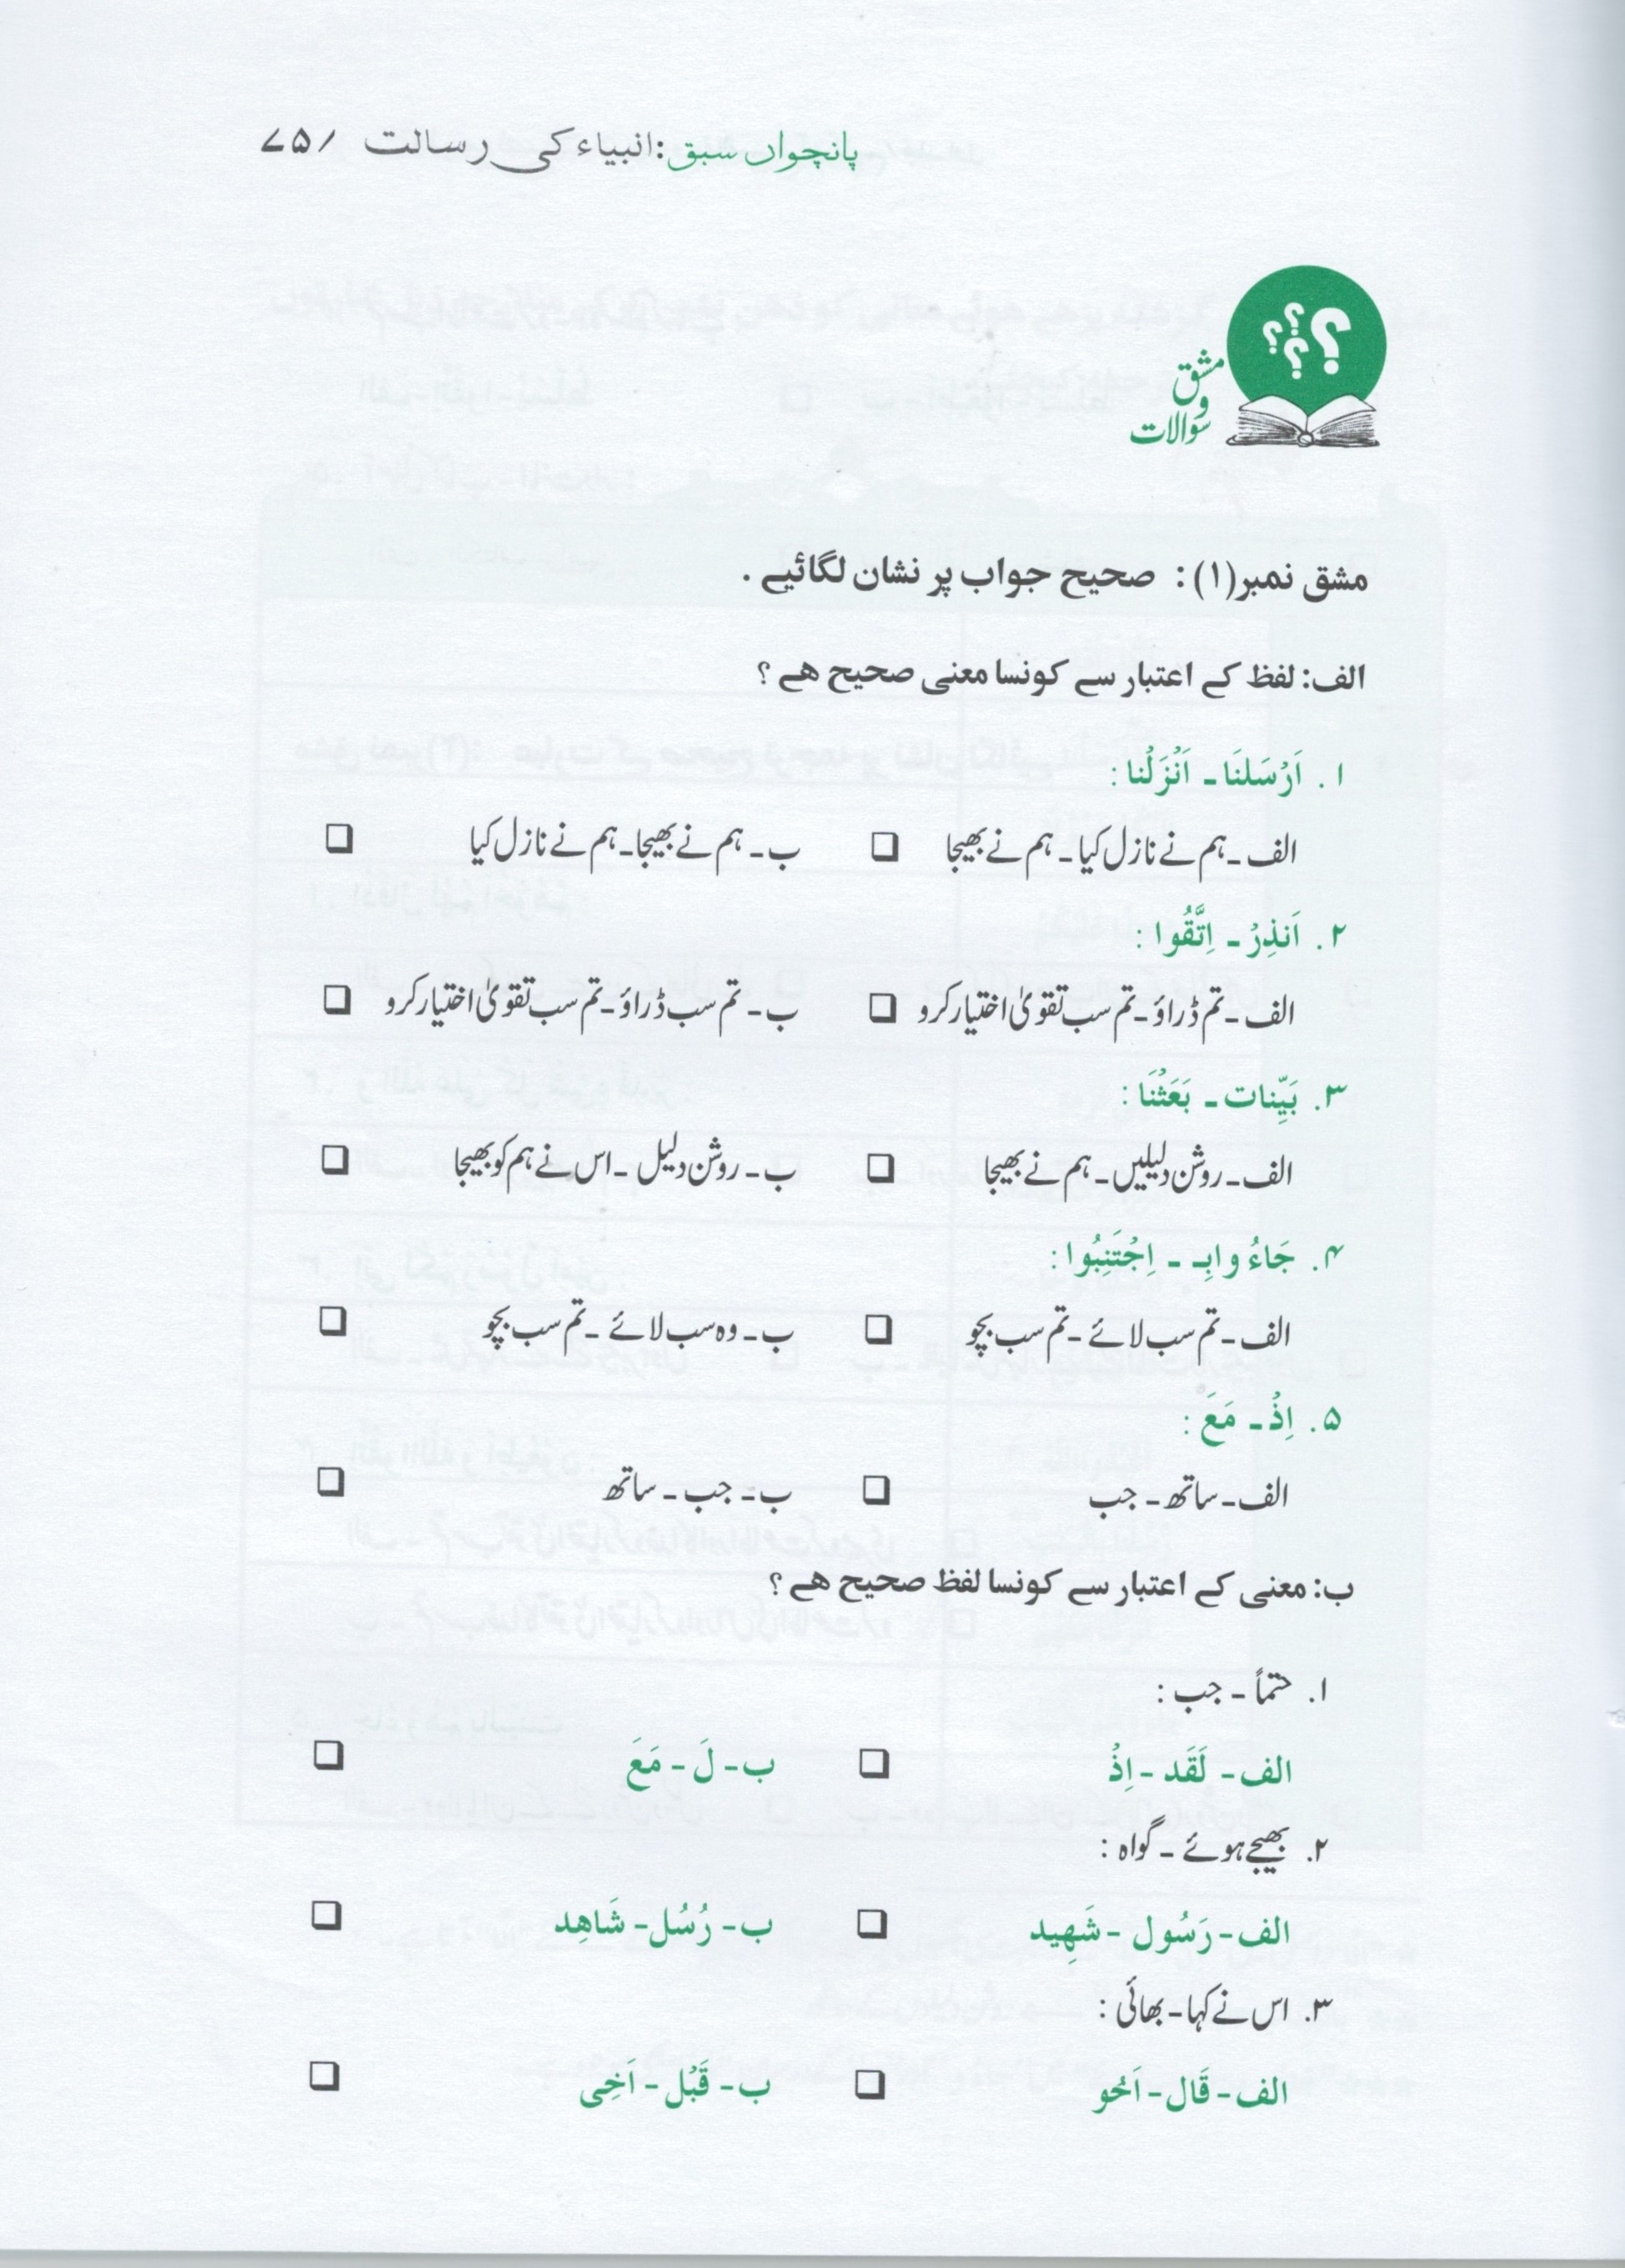 پانچواں سبق: انبیاء کی رسالت / ۷۵
؟ ؟ ؟ ؟
مشق
و
سوالات
مشق نمبر(۱): صحیح جواب پر نشان لگائیے .
الف: لفظ کے اعتبار سے کونسا معنی صحیح ھے ؟
۱. اَرْسَلنَا ـ اَنْزَلْنا :
الف ـ ہم نے نازل کیا ـ ہم نے بھیجا ❑ ب ـ ہم نے بھیجا ـ ہم نے نازل کیا ❑
۲. اَنذِرْ ـ اِتَّقُوا :
الف ـ تم ڈراؤ ـ تم سب تقویٰ اختیار کرو ❑ ب ـ تم سب ڈراؤ ـ تم سب تقویٰ اختیار کرو ❑
۳. بَیِّنات ـ بَعَثْنَا :
الف ـ روشن دلیلیں ـ ہم نے بھیجا ❑ ب ـ روشن دلیل ـ اس نے ہم کو بھیجا ❑
۴. جَاءُ وابِـ ـ اِجْتَنِبُوا :
الف ـ تم سب لائے ـ تم سب بچو ❑ ب ـ وہ سب لائے ـ تم سب بچو ❑
۵. اِذْ ـ مَعَ :
الف ـ ساتھ ـ جب ❑ ب ـ جب ـ ساتھ ❑
ب: معنی کے اعتبار سے کونسا لفظ صحیح ھے ؟
۱. حتماً ـ جب :
الف ـ لَقَد ـ اِذْ ❑ ب ـ لَ ـ مَعَ ❑
۲. بھیجے ہوئے ـ گواہ :
الف ـ رَسُول ـ شَهِید ❑ ب ـ رُسُل ـ شَاهِد ❑
۳. اس نے کہا ـ بھائی :
الف ـ قَال ـ اَخُو ❑ ب ـ قَبْل ـ اَخِی ❑